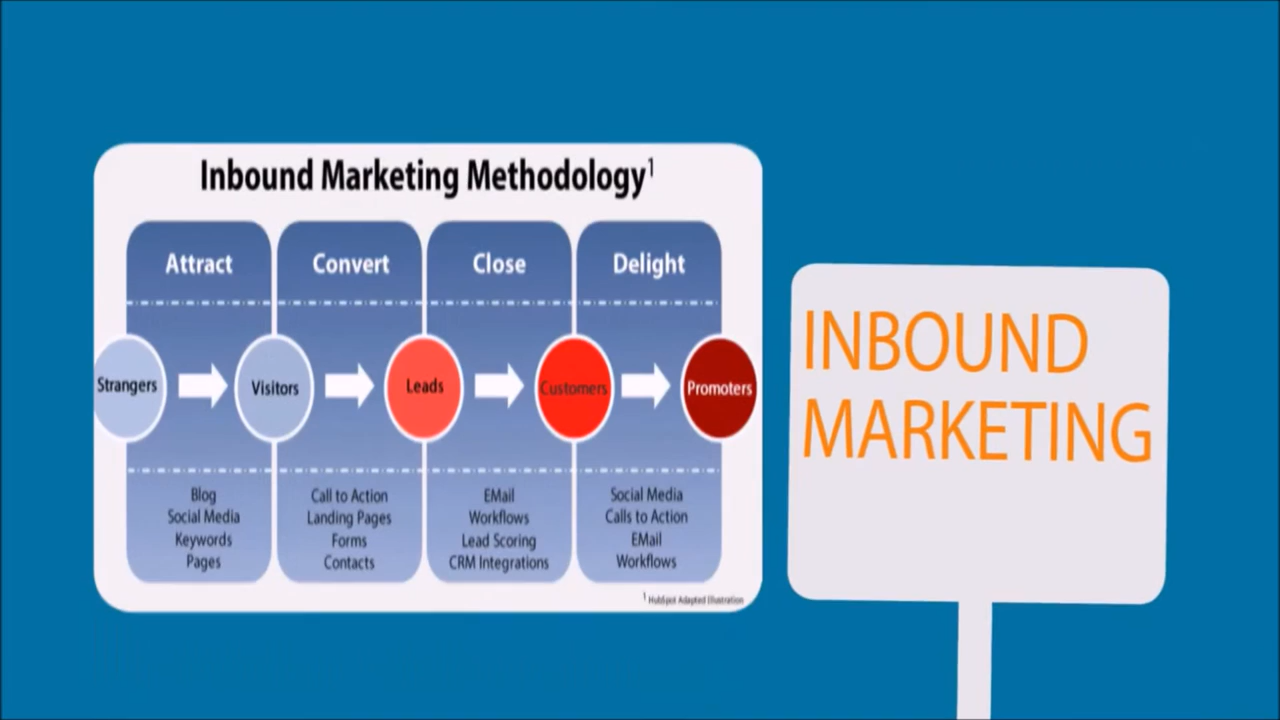 Inbound Marketing Methodology¹
Attract
Convert
Close
Delight
Strangers
Visitors
Leads
Customers
Promoters
Blog
Social Media
Keywords
Pages
Call to Action
Landing Pages
Forms
Contacts
EMail
Workflows
Lead Scoring
CRM Integrations
Social Media
Calls to Action
EMail
Workflows
¹ HubSpot Adapted Illustration
INBOUND
MARKETING